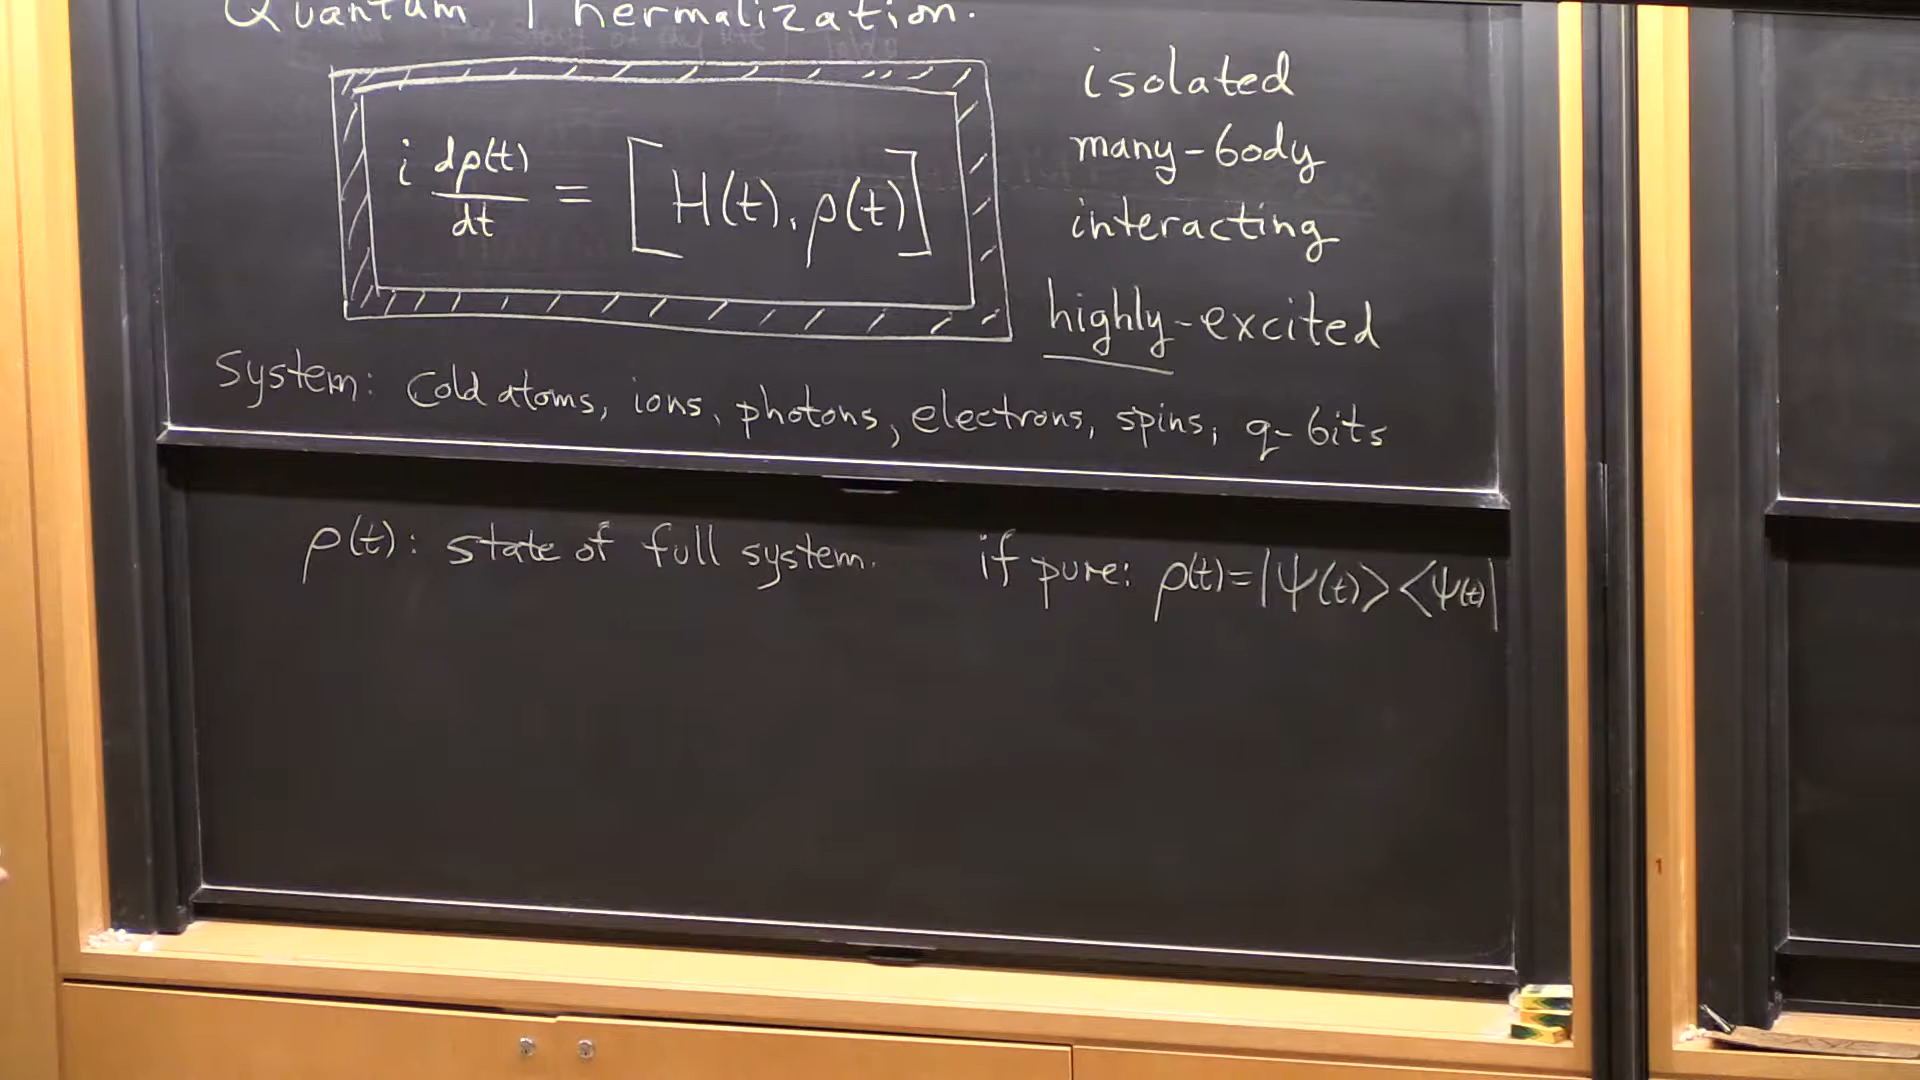 Quantum Thermalization.
i dρ(t)/dt = [H(t), ρ(t)]
isolated
many-body
interacting
highly-excited
System: Cold atoms, ions, photons, electrons, spins, q-bits
ρ(t): state of full system. if pure: ρ(t)=|Ψ(t)><Ψ(t)|
1